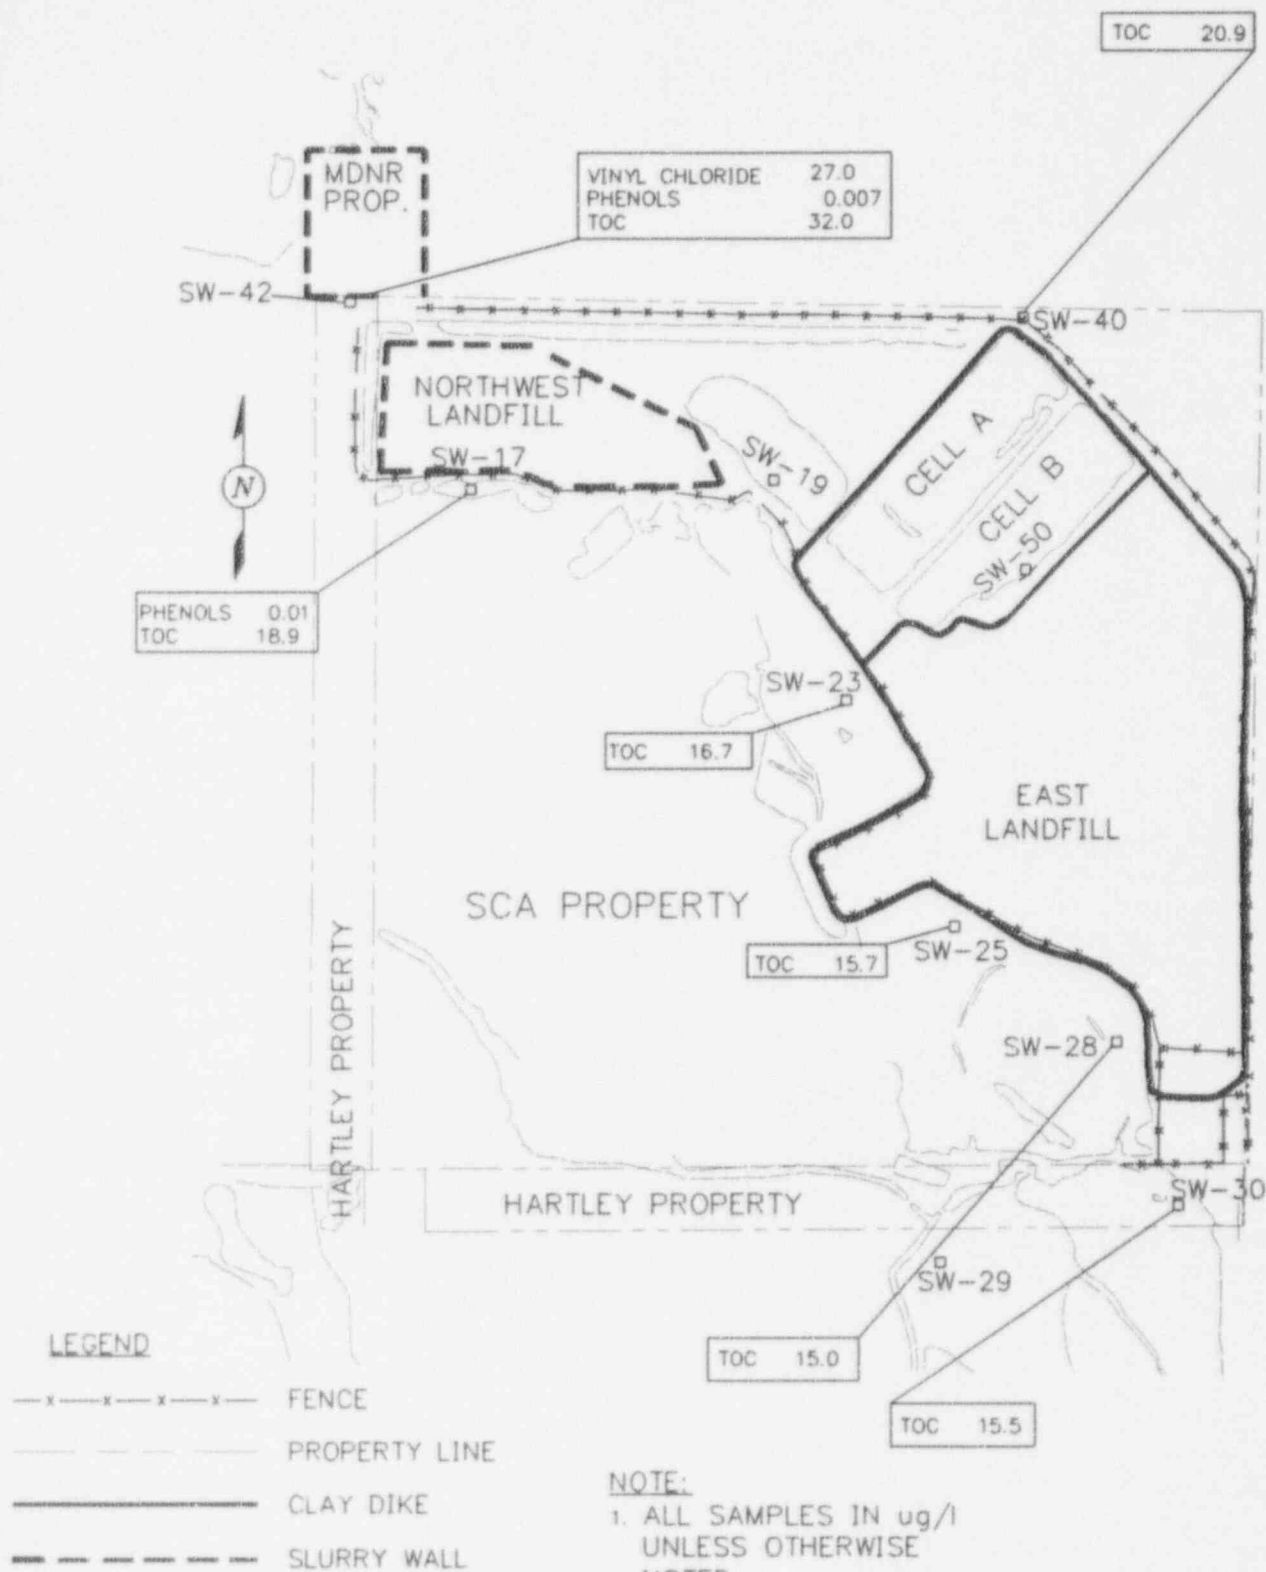 TOC 20.9
MDNR
PROP.
VINYL CHLORIDE 27.0
PHENOLS 0.007
TOC 32.0
SW-42
SW-40
NORTHWEST
LANDFILL
SW-17
SW-19
CELL A
CELL B
SW-50
N
PHENOLS 0.01
TOC 18.9
SW-23
TOC 16.7
EAST
LANDFILL
SCA PROPERTY
TOC 15.7
SW-25
HARTLEY PROPERTY
SW-28
HARTLEY PROPERTY
SW-30
SW-29
TOC 15.0
TOC 15.5
LEGEND
FENCE
PROPERTY LINE
CLAY DIKE
SLURRY WALL
NOTE:
1. ALL SAMPLES IN ug/l
UNLESS OTHERWISE